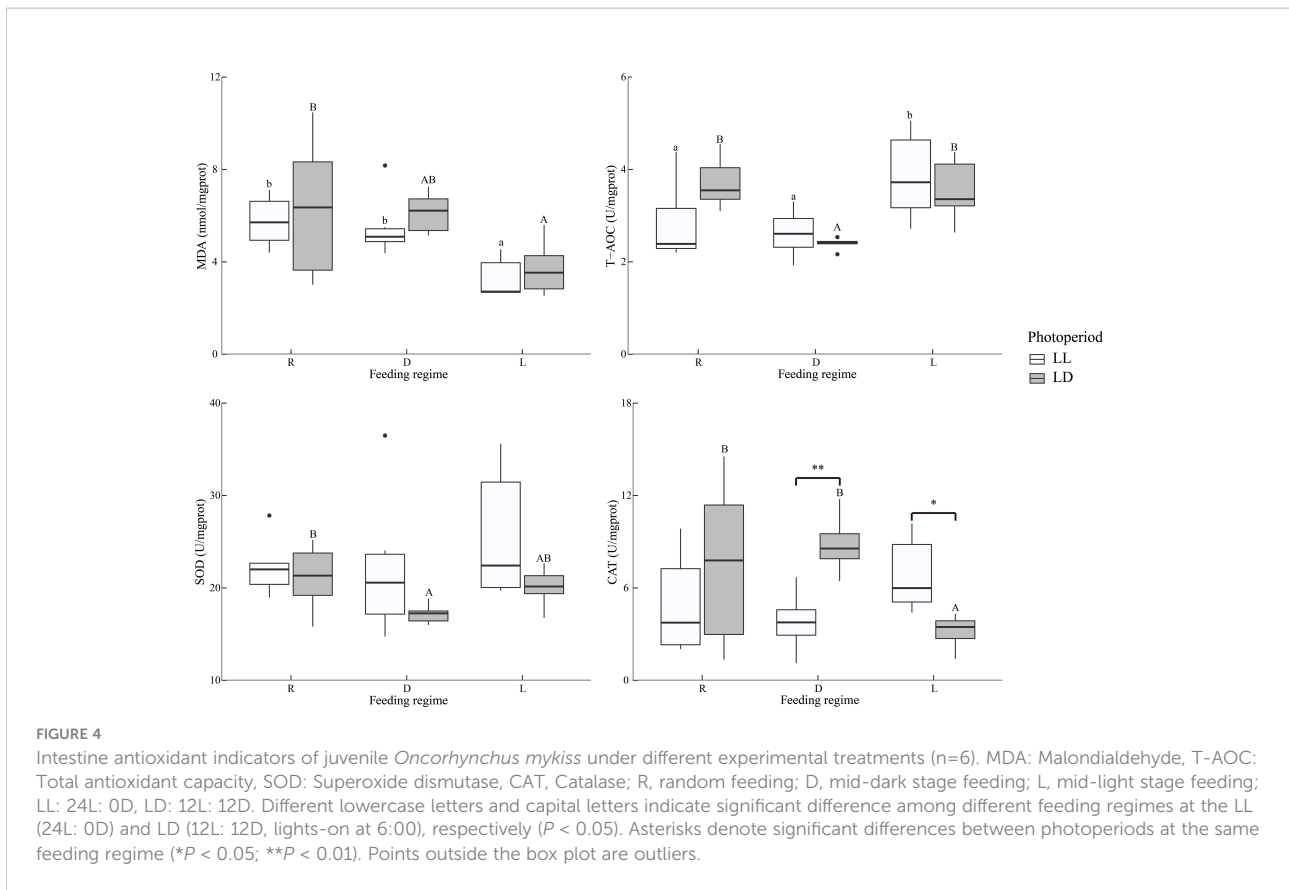 12
8
4
0
MDA (nmol/mgprot)
b
B
b
AB
a
A
R
D
L
Feeding regime
6
4
2
0
T−AOC (U/mgprot)
a
B
a
A
b
B
R
D
L
Feeding regime
Photoperiod
LL
LD
40
30
20
10
SOD (U/mgprot)
B
A
AB
R
D
L
Feeding regime
18
12
6
0
CAT (U/mgprot)
B
**
B
*
A
R
D
L
Feeding regime
FIGURE 4
Intestine antioxidant indicators of juvenile Oncorhynchus mykiss under different experimental treatments (n=6). MDA: Malondialdehyde, T-AOC:
Total antioxidant capacity, SOD: Superoxide dismutase, CAT, Catalase; R, random feeding; D, mid-dark stage feeding; L, mid-light stage feeding;
LL: 24L: 0D, LD: 12L: 12D. Different lowercase letters and capital letters indicate significant difference among different feeding regimes at the LL
(24L: 0D) and LD (12L: 12D, lights-on at 6:00), respectively (P < 0.05). Asterisks denote significant differences between photoperiods at the same
feeding regime (*P < 0.05; **P < 0.01). Points outside the box plot are outliers.